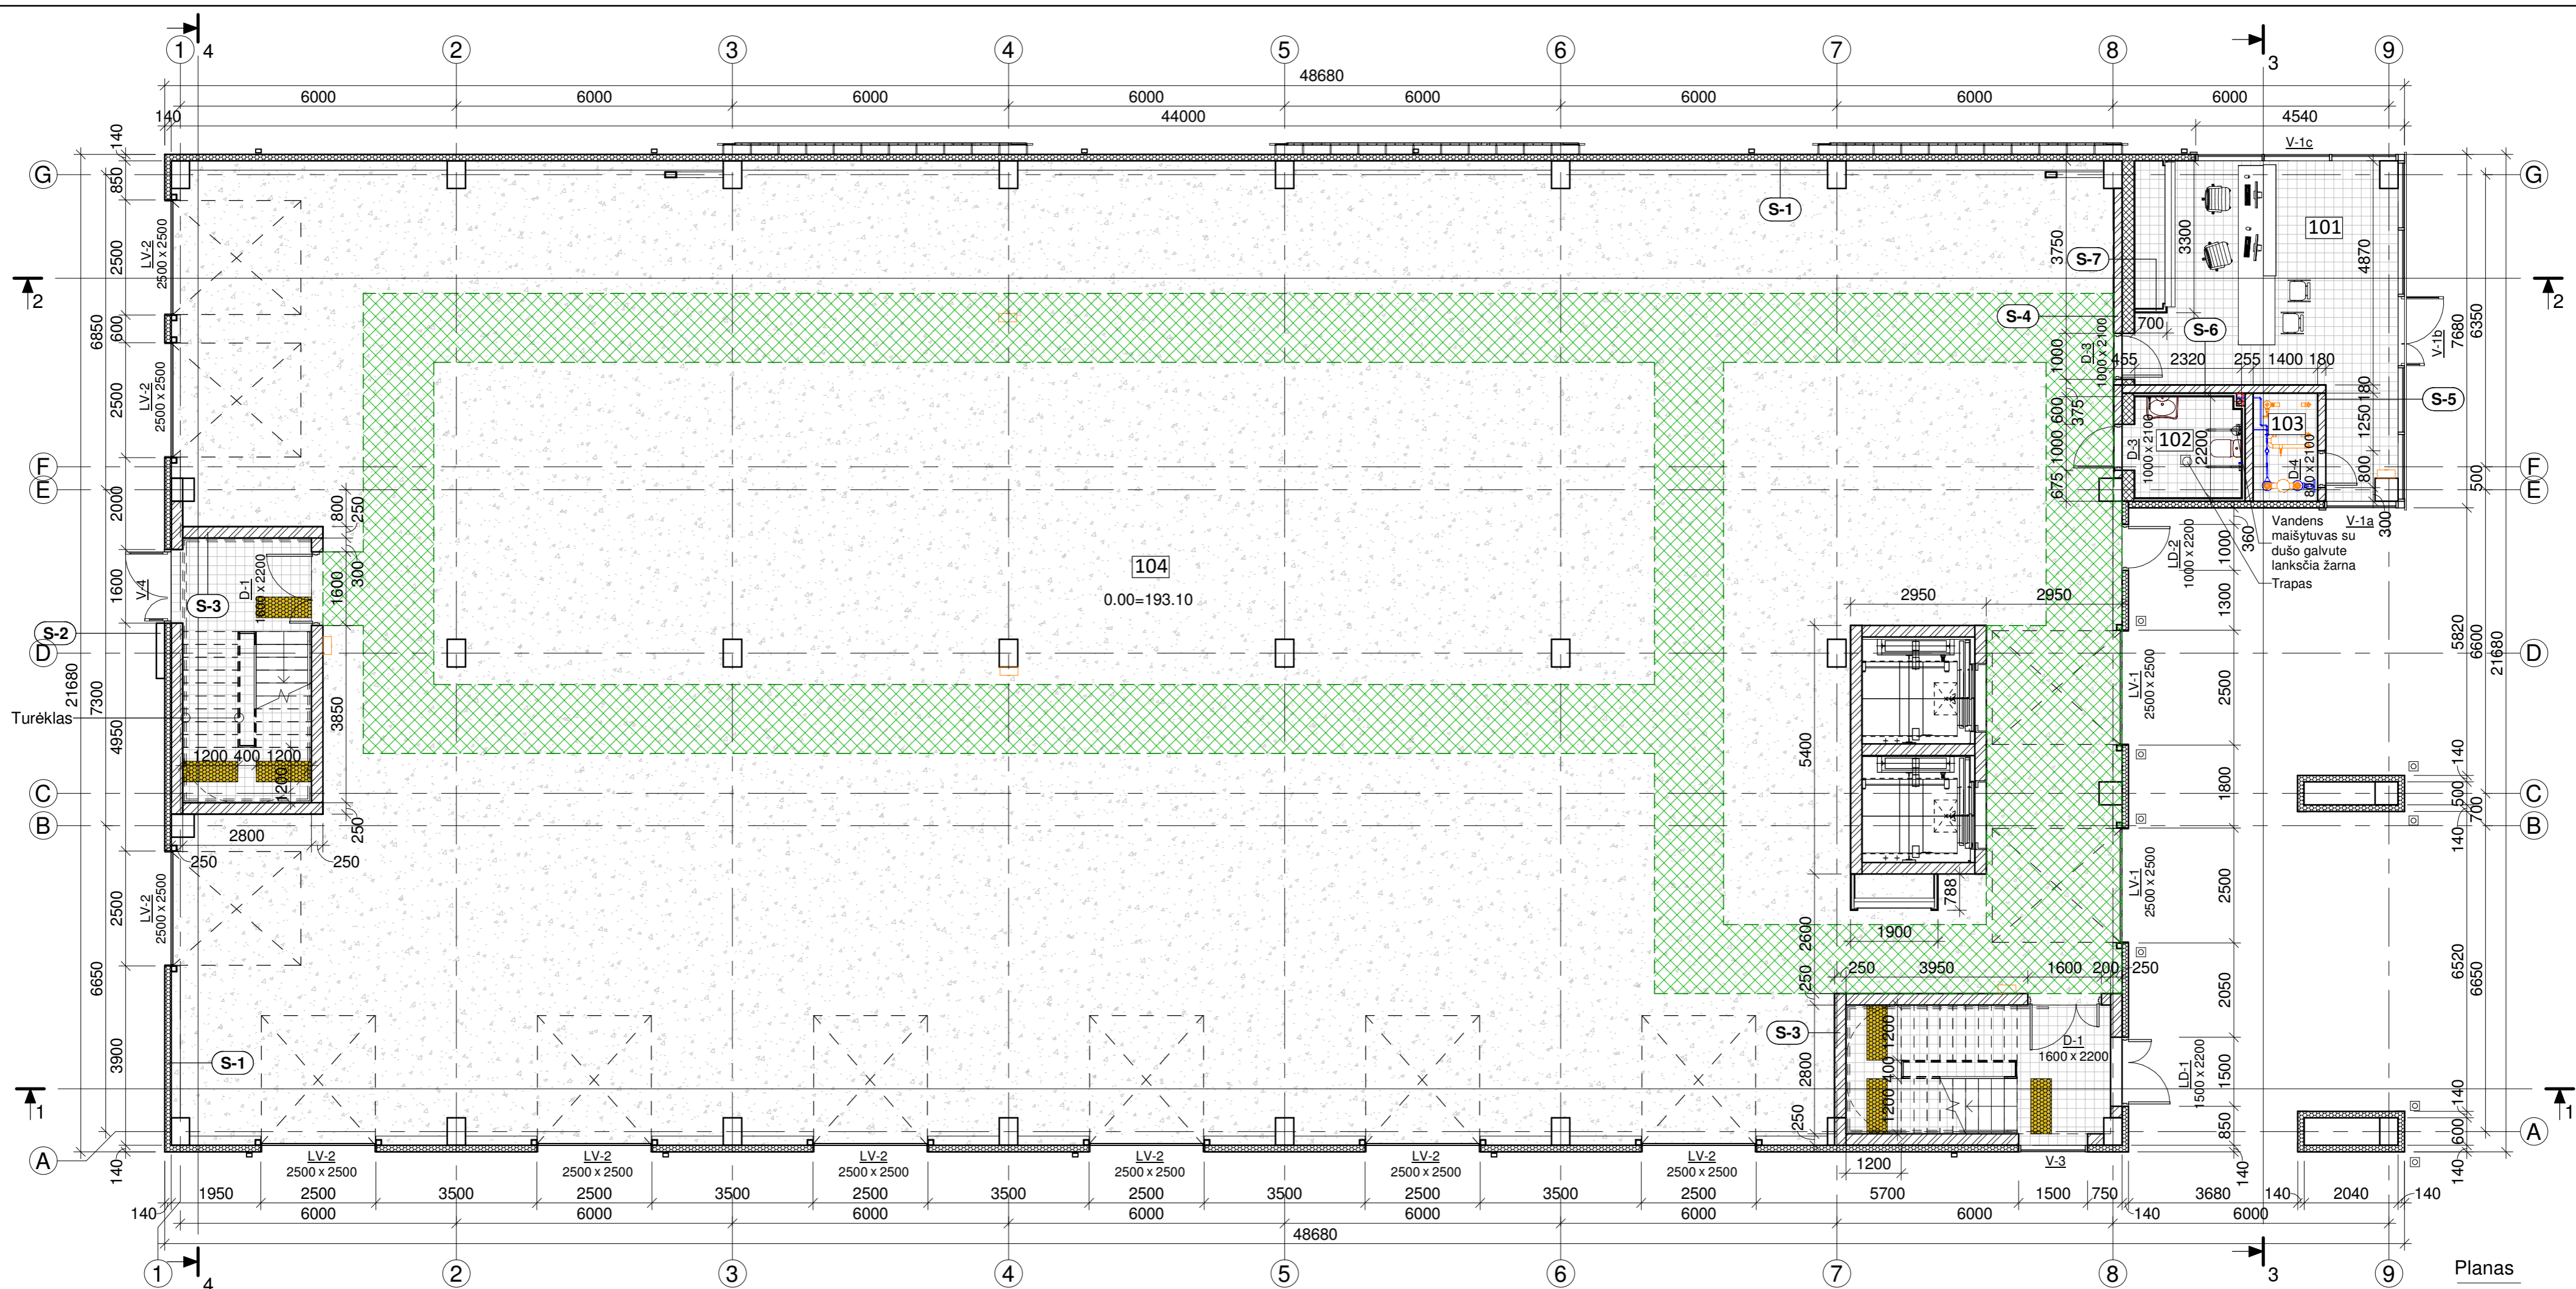 4
3
1 2 3 4 5 6 7 8 9
48680
6000 6000 6000 6000 6000 6000 6000 6000
140 44000 4540
V-1c
140
G 850 G
S-1
101
LV-2
2500 x 2500
2500
3750
S-7
3300
4870
2 2
S-4
S-6
700
600
6850
1000
D-3
1000 x 2100
455 2320 255 1400 180
V-1b
7680
6350
LV-2
2500 x 2500
2500
180
S-5
375
600
102
103
1250
D-3
1000 x 2100
2200
D-4
800 x 2100
1000
800
F F
500
E E
675
2000
800
250
300
V-1a
Vandens
maišytuvas su
dušo galvute
lanksčia žarna
Trapas
360
LD-2
1000 x 2200
1000
104
0.00=193.10
300
1600
V-4
D-1
1600 x 2200
1600
S-3
S-2
1300
2950 2950
5820
6600
21680
D D
21680
7300
Turėklas
4950
3850
LV-1
2500 x 2500
2500
5400
1200 400 1200
1200
140
C 1800 500 C
700
B B
140
2800
250
250 250
LV-2
2500 x 2500
2500
LV-1
2500 x 2500
2500
788
1900
2600
6650
250 3950 1600 200 250
250
2050
6520
6650
3900
S-1
S-3
1200
D-1
1600 x 2200
2800
400
LD-1
1500 x 2200
1500
1 1
1200
140
250
850
600
A A
140
LV-2 LV-2 LV-2 LV-2 LV-2 LV-2
2500 x 2500 2500 x 2500 2500 x 2500 2500 x 2500 2500 x 2500 2500 x 2500
V-3
1200
140
140
140 1950 2500 3500 2500 3500 2500 3500 2500 3500 2500 3500 2500 5700 1500 750 140 3680 140 2040 140
6000 6000 6000 6000 6000 6000 6000 6000
48680
1 2 3 4 5 6 7 8 9
4
3
Planas